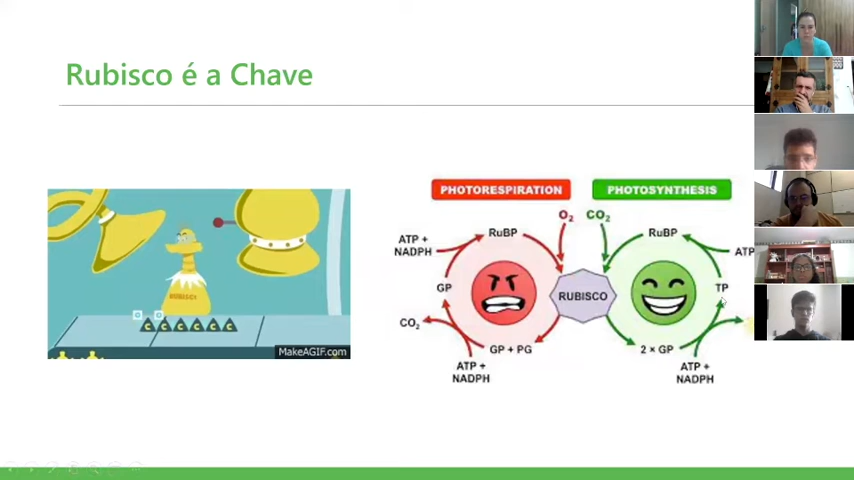 Rubisco é a Chave
RUBISCO
C C C C C C
MakeAGIF.com
PHOTORESPIRATION
PHOTOSYNTHESIS
O₂
CO₂
RuBP
RuBP
ATP +
NADPH
ATP
GP
RUBISCO
TP
CO₂
GP + PG
2 × GP
ATP +
NADPH
ATP +
NADPH